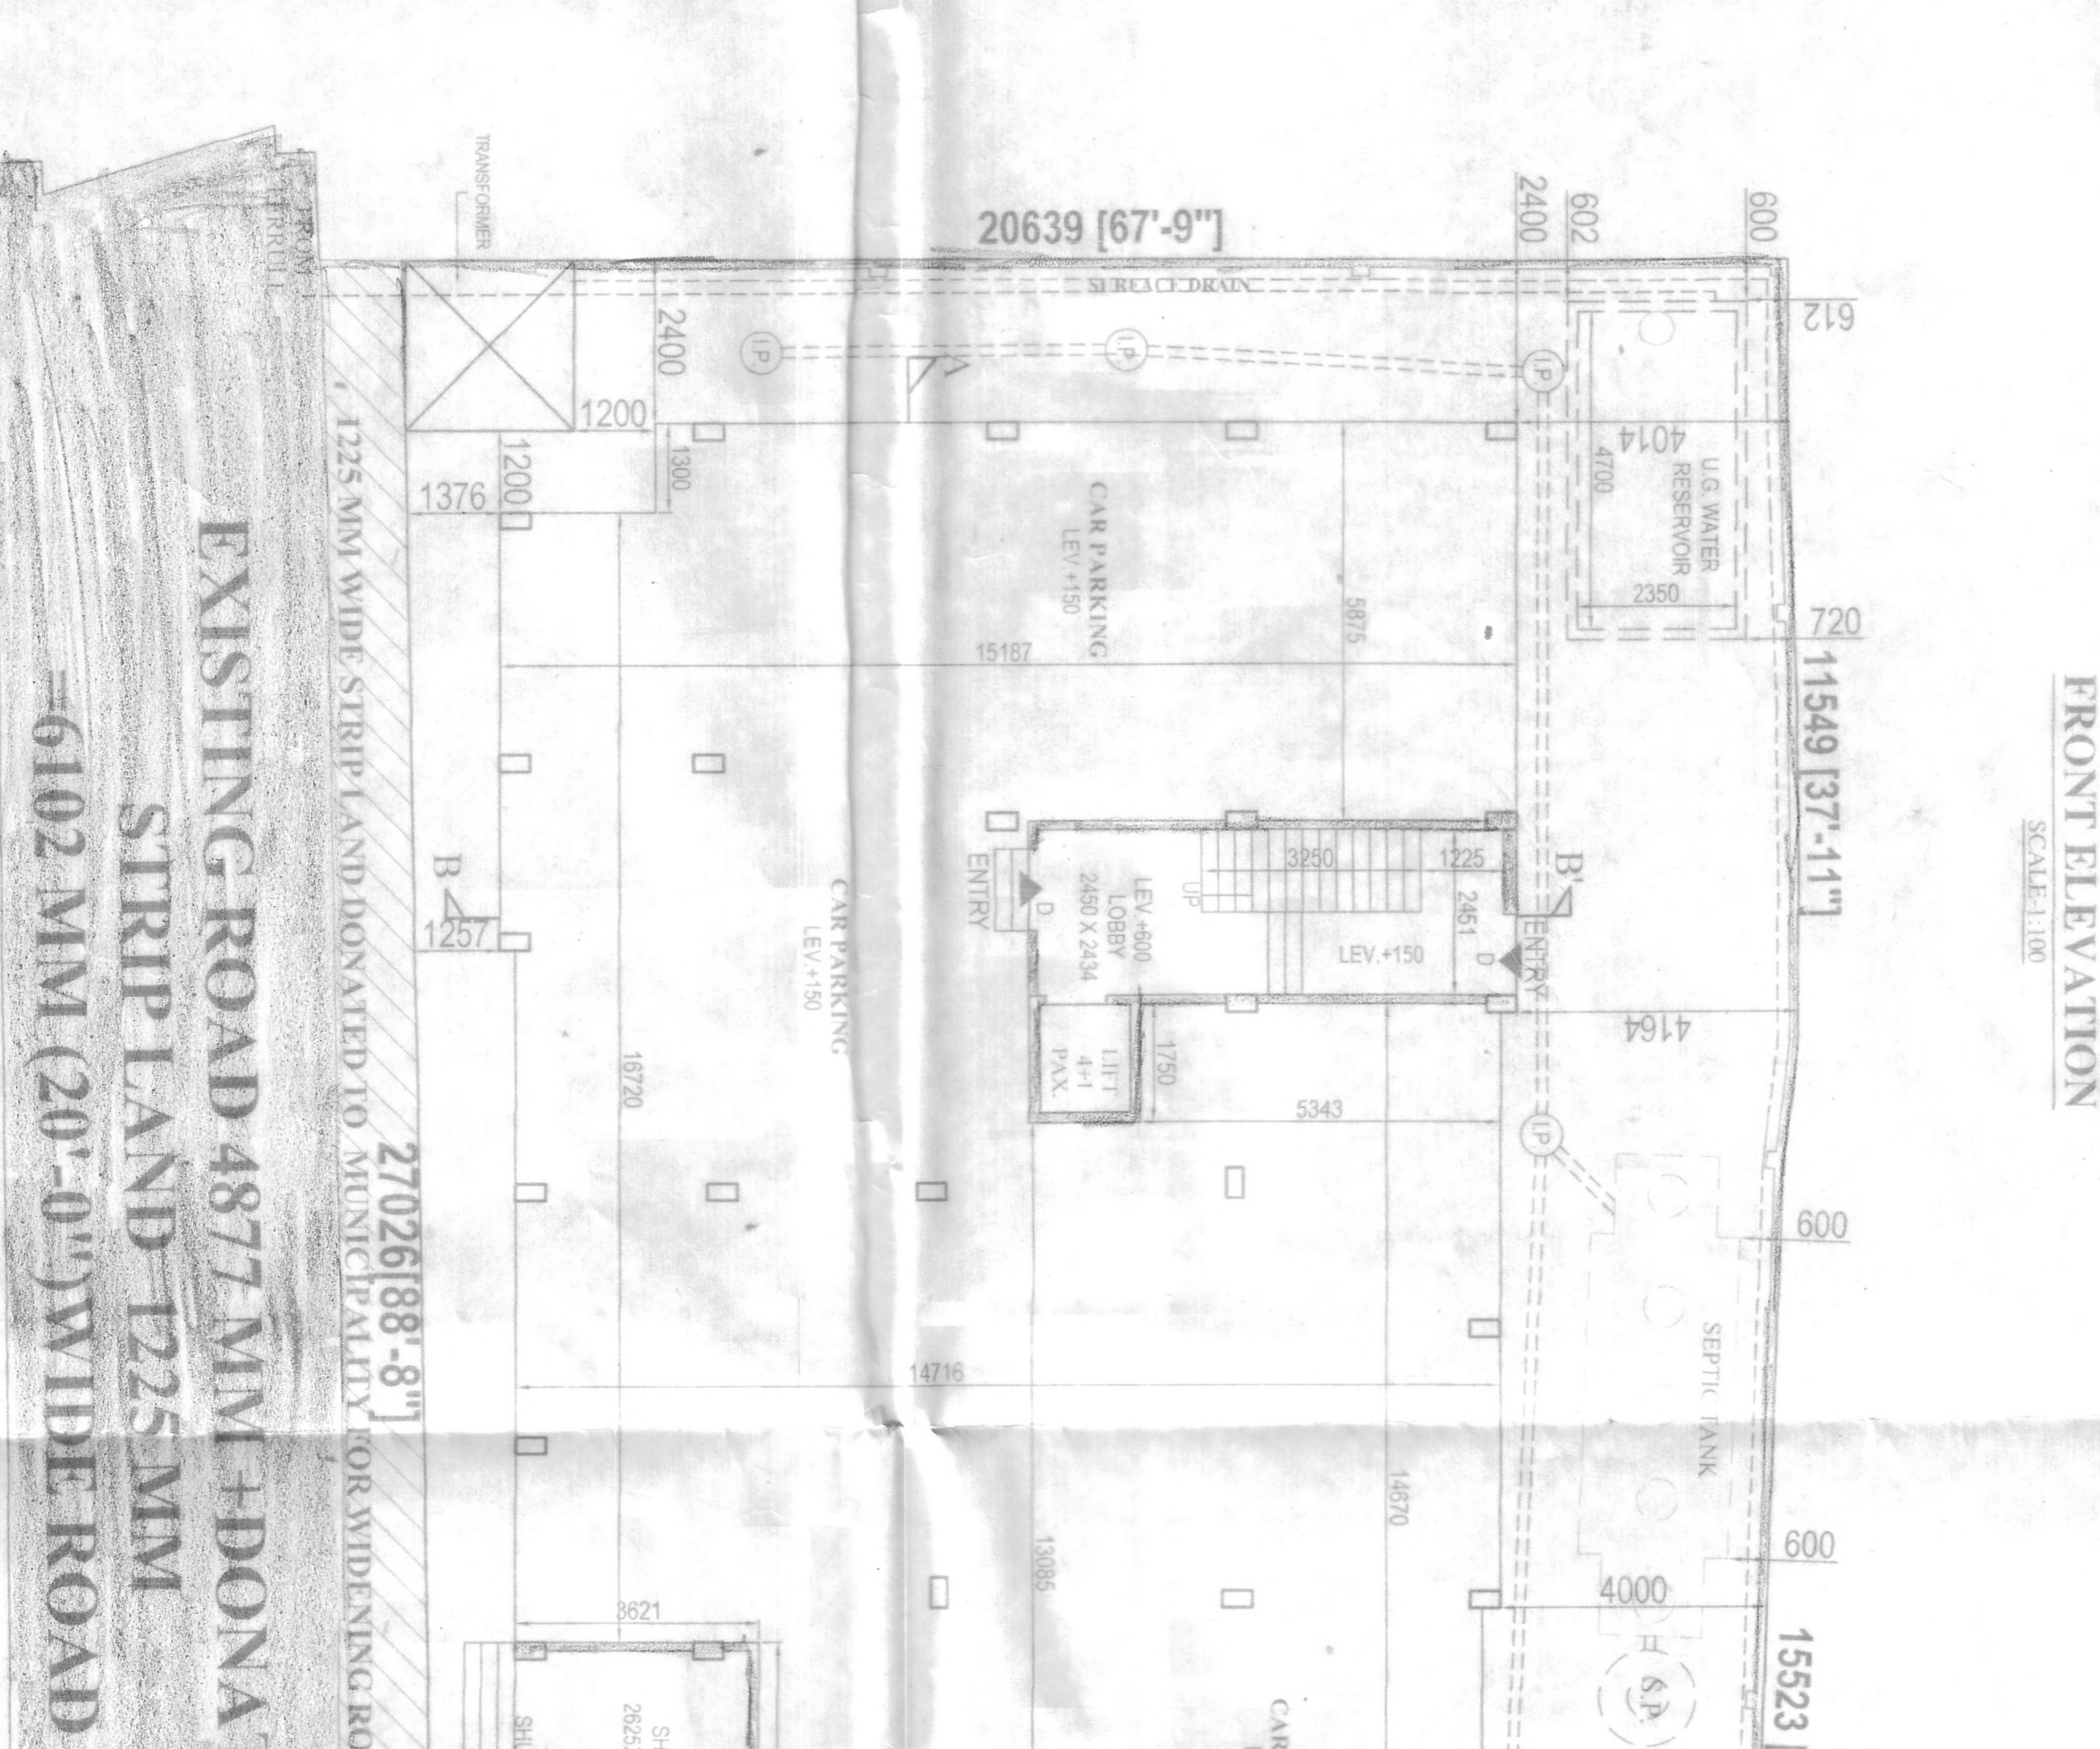 TRANSFORMER
20639 [67'-9"]
2400
602
600
SURFACE DRAIN
612
I.P
I.P
I.P
A
2400
1200
1300
1200
1376
4014
4700
U.G. WATER
RESERVOIR
2350
720
CAR PARKING
LEV.+150
5875
15187
11549 [37'-11"]
FRONT ELEVATION
SCALE-1:100
B
1257
ENTRY
D
LEV.+600
LOBBY
2450 X 2434
UP
3250
1225
2451
LEV.+150
D
ENTRY
B'
4164
LIFT
4+1
PAX.
1750
5343
CAR PARKING
LEV.+150
16720
I.P
600
SEPTIC TANK
14716
14670
13085
600
4000
S.P.
15523
3621
2625
CAR
27026[88'-8"]
1225 MM WIDE STRIP LAND DONATED TO MUNICIPALITY FOR WIDENING RO
EXISTING ROAD 4877 MM +DONA
STRIP LAND 1225 MM
=6102 MM (20'-0") WIDE ROAD